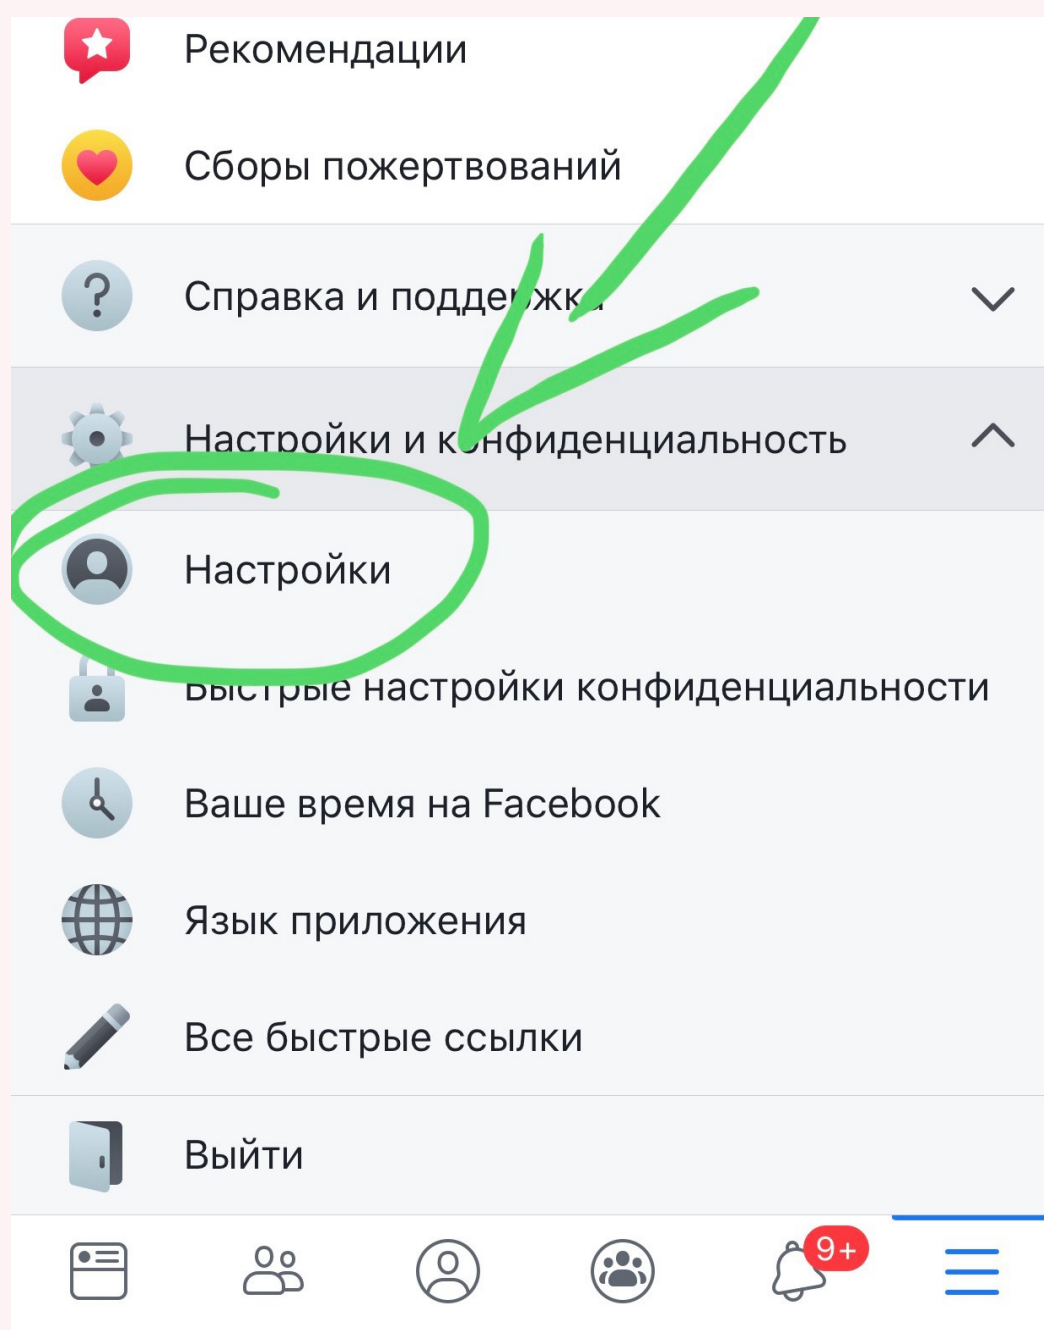 Рекомендации
Сборы пожертвований
Справка и поддержка
Настройки и конфиденциальность
Настройки
Быстрые настройки конфиденциальности
Ваше время на Facebook
Язык приложения
Все быстрые ссылки
Выйти
9+